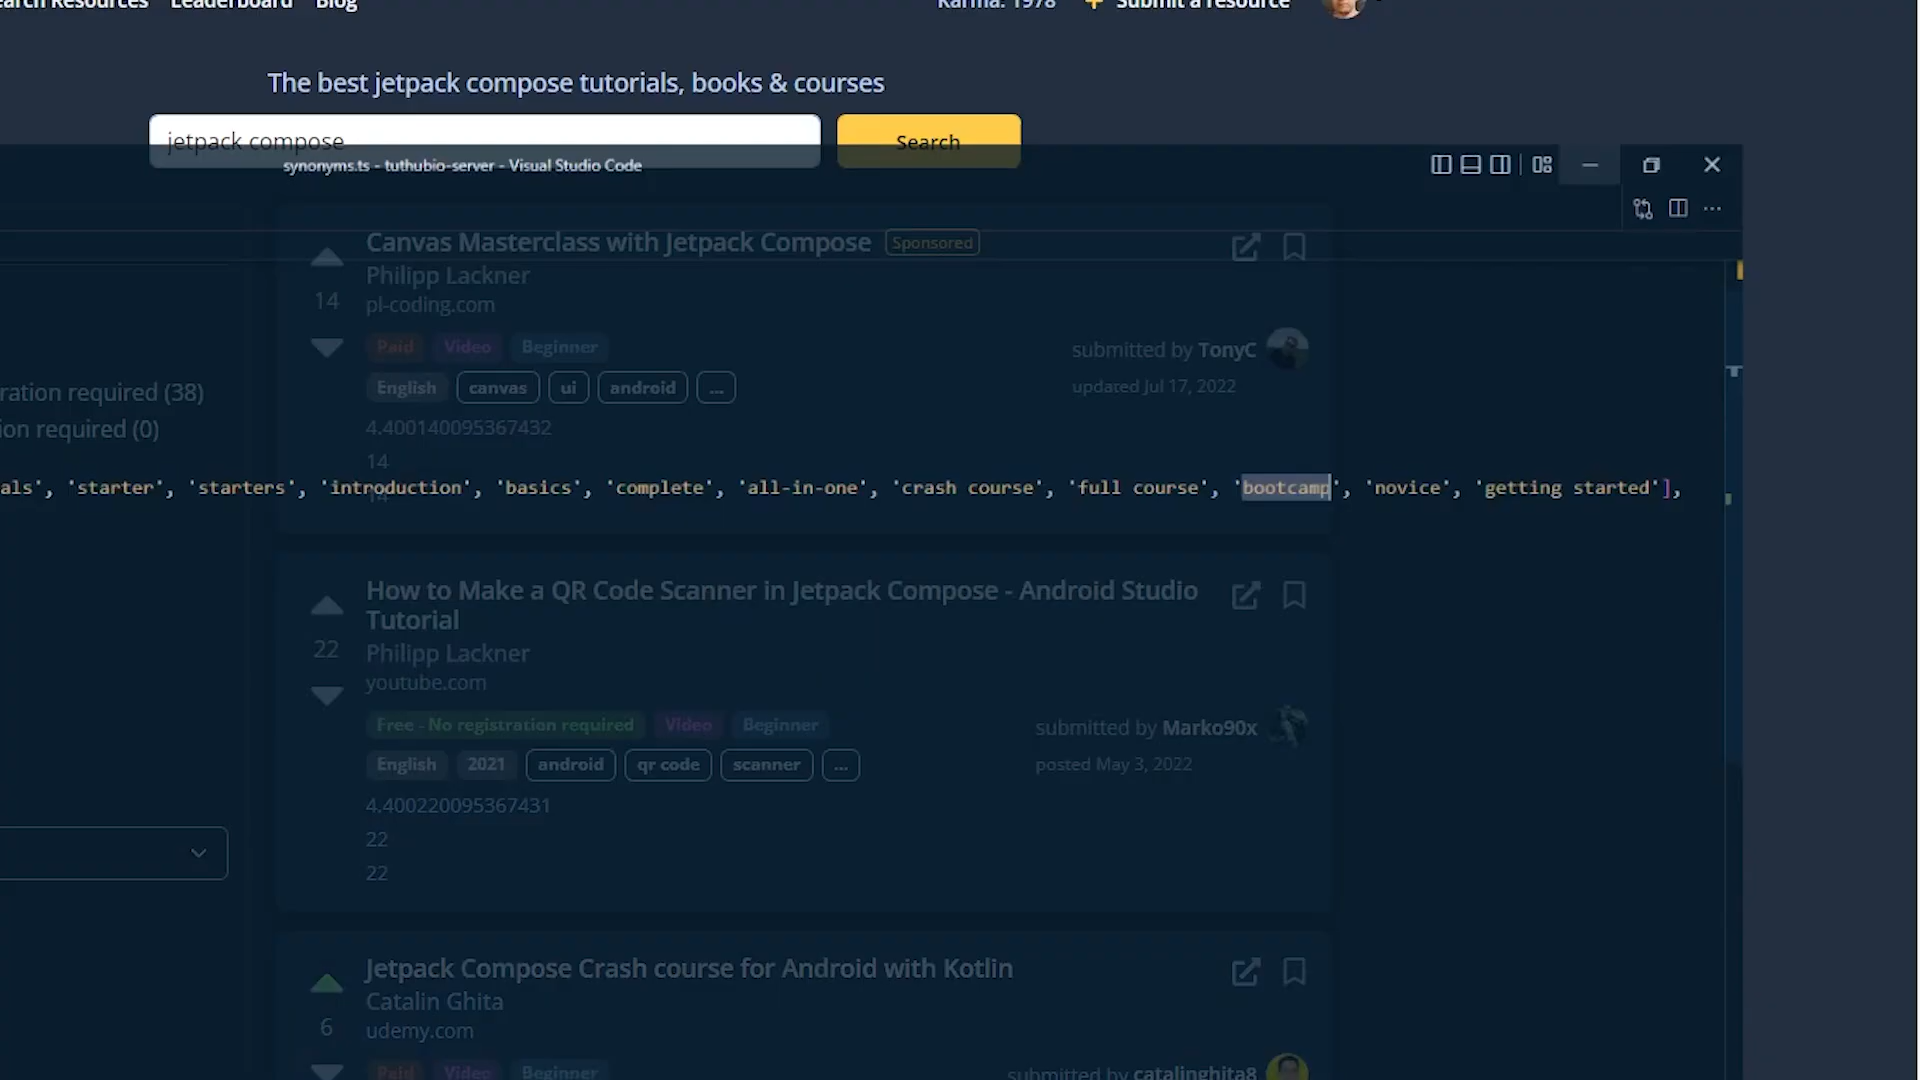 Resources Leaderboard Blog Karma: 1978 + Submit a resource
The best jetpack compose tutorials, books & courses
jetpack compose Search
synonyms.ts - tuthubio-server - Visual Studio Code
Canvas Masterclass with Jetpack Compose Sponsored
Philipp Lackner
14
pl-coding.com
Paid Video Beginner
submitted by TonyC
English canvas ui android ...
updated Jul 17, 2022
ration required (38)
ion required (0)
4.400140095367432
14
14
als', 'starter', 'starters', 'introduction', 'basics', 'complete', 'all-in-one', 'crash course', 'full course', 'bootcamp', 'novice', 'getting started'],
How to Make a QR Code Scanner in Jetpack Compose - Android Studio
Tutorial
22
Philipp Lackner
youtube.com
Free - No registration required Video Beginner
submitted by Marko90x
English 2021 android qr code scanner ...
posted May 3, 2022
4.400220095367431
22
22
Jetpack Compose Crash course for Android with Kotlin
Catalin Ghita
6
udemy.com
Paid Video Beginner
submitted by catalinghita8